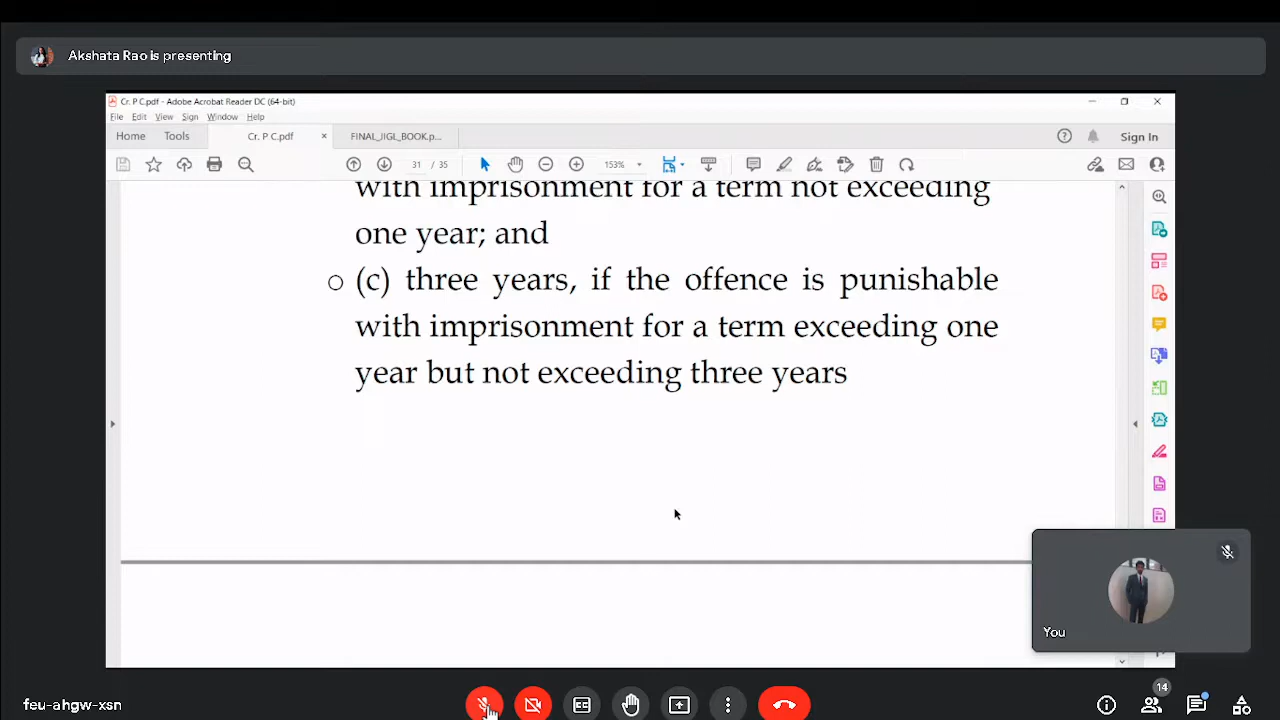 Akshata Rao is presenting
Cr. P C.pdf - Adobe Acrobat Reader DC (64-bit)
File Edit View Sign Window Help
Home Tools Cr. P C.pdf × FINAL_JIGL_BOOK.p... Sign In
31 / 35 153%
with imprisonment for a term not exceeding
one year; and
(c) three years, if the offence is punishable
with imprisonment for a term exceeding one
year but not exceeding three years
You
14
feu-ahgw-xsn